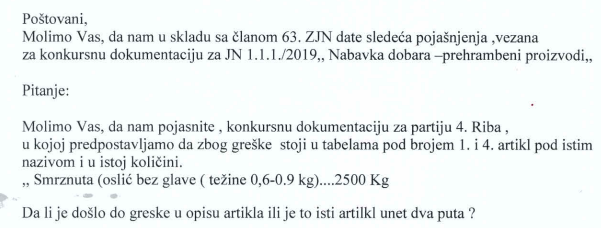 Poštovani,
Molimo Vas, da nam u skladu sa članom 63. ZJN date sledeća pojašnjenja ,vezana
za konkursnu dokumentaciju za JN 1.1.1./2019,, Nabavka dobara –prehrambeni proizvodi,,
Pitanje:
Molimo Vas, da nam pojasnite , konkursnu dokumentaciju za partiju 4. Riba ,
u kojoj predpostavljamo da zbog greške stoji u tabelama pod brojem 1. i 4. artikl pod istim
nazivom i u istoj količini.
,, Smrznuta (oslić bez glave ( težine 0,6-0.9 kg)....2500 Kg
Da li je došlo do greske u opisu artikla ili je to isti artilkl unet dva puta ?